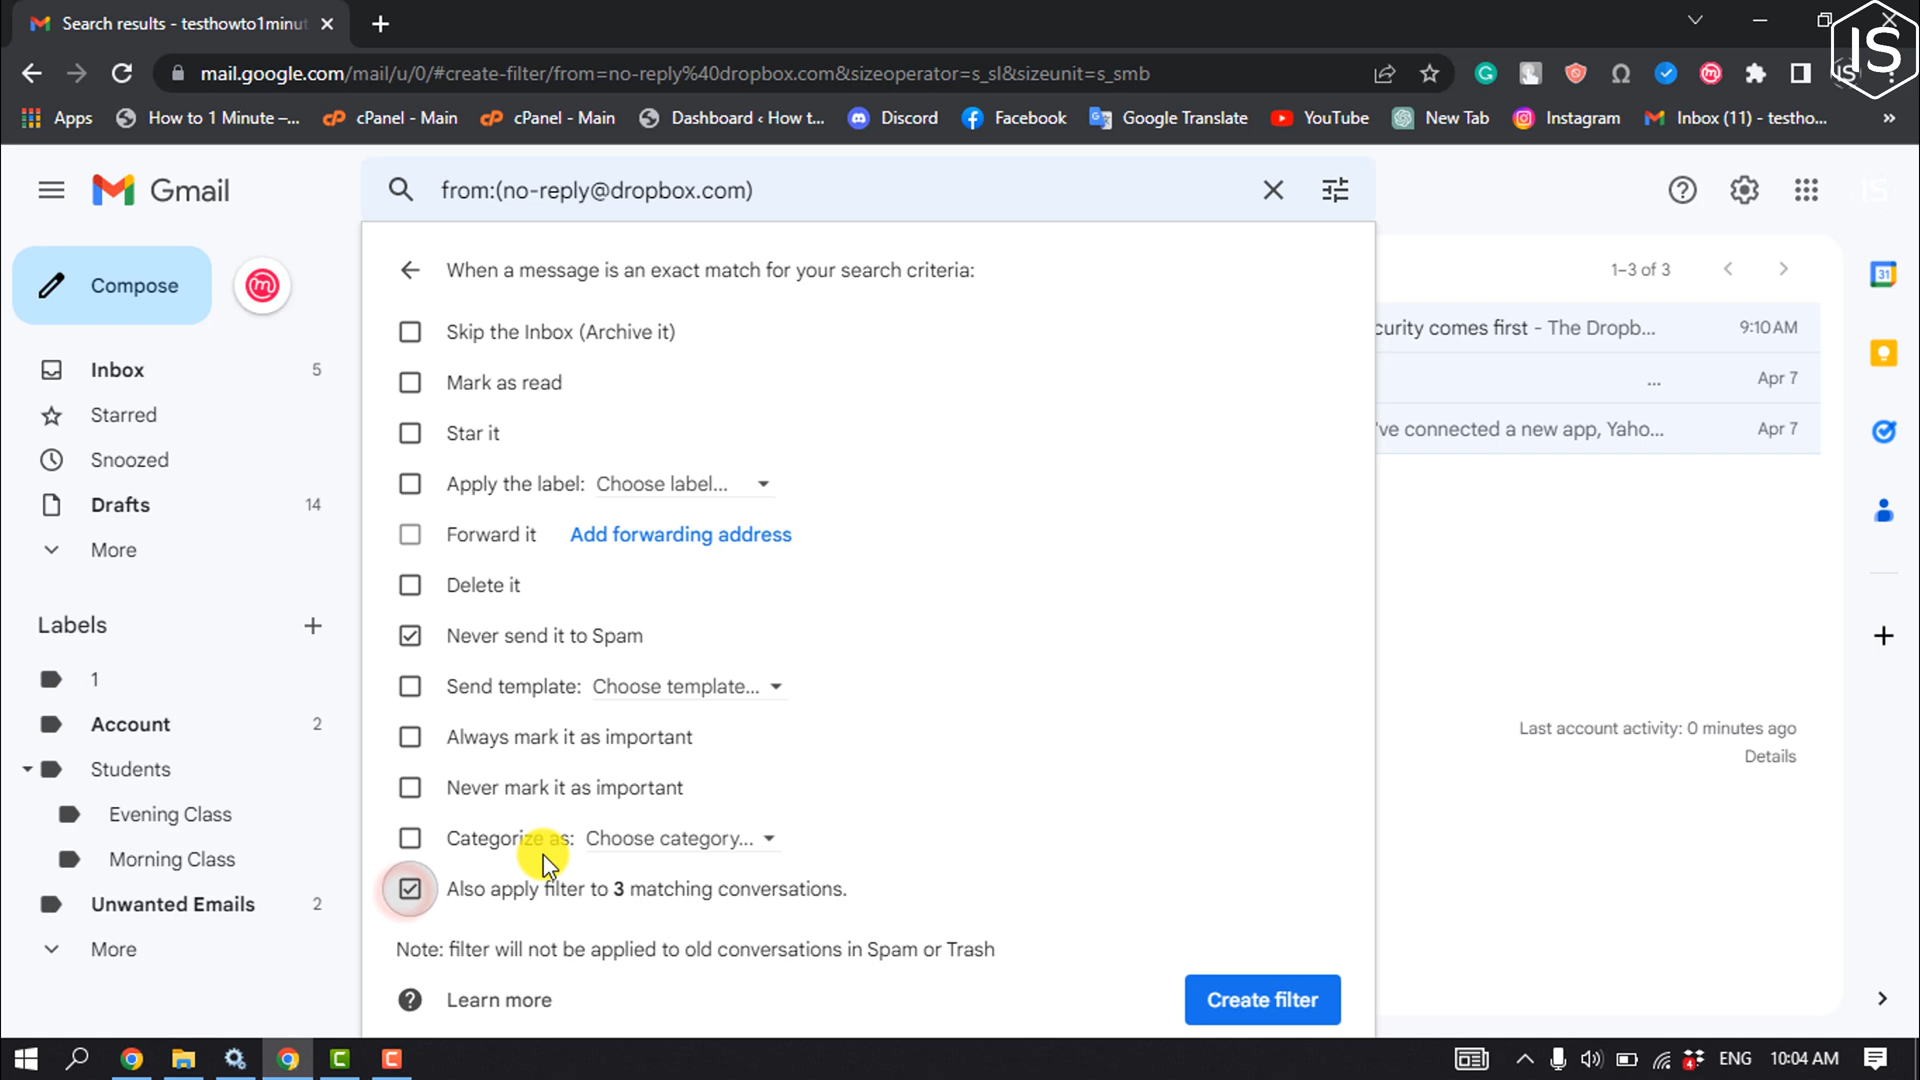 Search results - testhowto1minut
mail.google.com/mail/u/0/#create-filter/from=no-reply%40dropbox.com&sizeoperator=s_sl&sizeunit=s_smb
IS
Apps
How to 1 Minute –...
cPanel - Main
cPanel - Main
Dashboard ‹ How t...
Discord
Facebook
Google Translate
YouTube
New Tab
Instagram
Inbox (11) - testho...
»
Gmail
from:(no-reply@dropbox.com)
Compose
Inbox 5
Starred
Snoozed
Drafts 14
More
Labels
1
Account 2
Students
Evening Class
Morning Class
Unwanted Emails 2
More
When a message is an exact match for your search criteria:
Skip the Inbox (Archive it)
Mark as read
Star it
Apply the label: Choose label...
Forward it Add forwarding address
Delete it
Never send it to Spam
Send template: Choose template...
Always mark it as important
Never mark it as important
Categorize as: Choose category...
Also apply filter to 3 matching conversations.
Note: filter will not be applied to old conversations in Spam or Trash
Learn more
Create filter
1–3 of 3
curity comes first - The Dropb... 9:10 AM
... Apr 7
've connected a new app, Yaho... Apr 7
Last account activity: 0 minutes ago
Details
31
ENG
10:04 AM